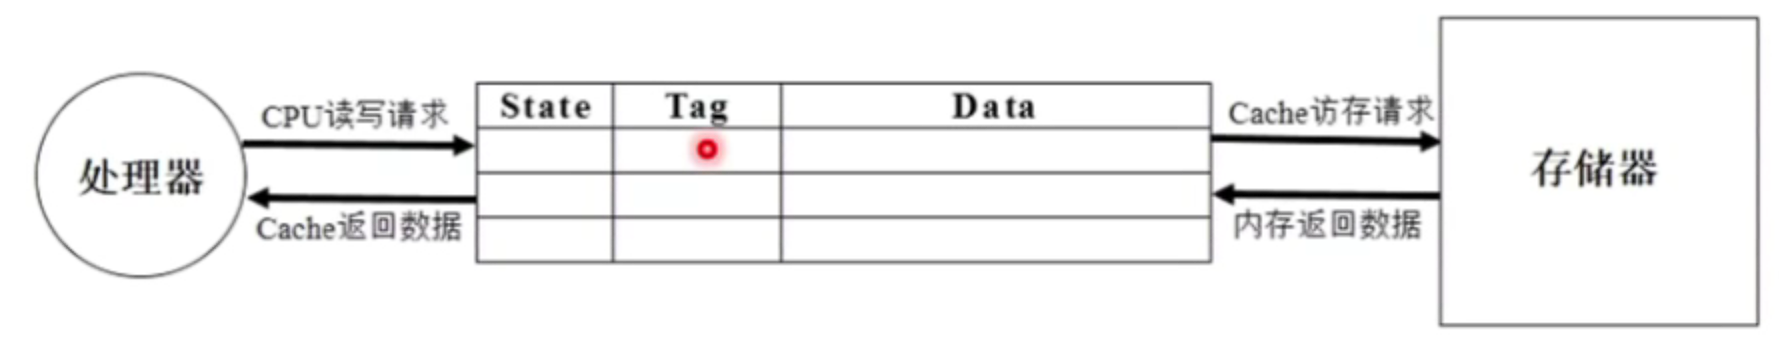 处理器
CPU读写请求
Cache返回数据
State Tag Data
Cache访存请求
内存返回数据
存储器